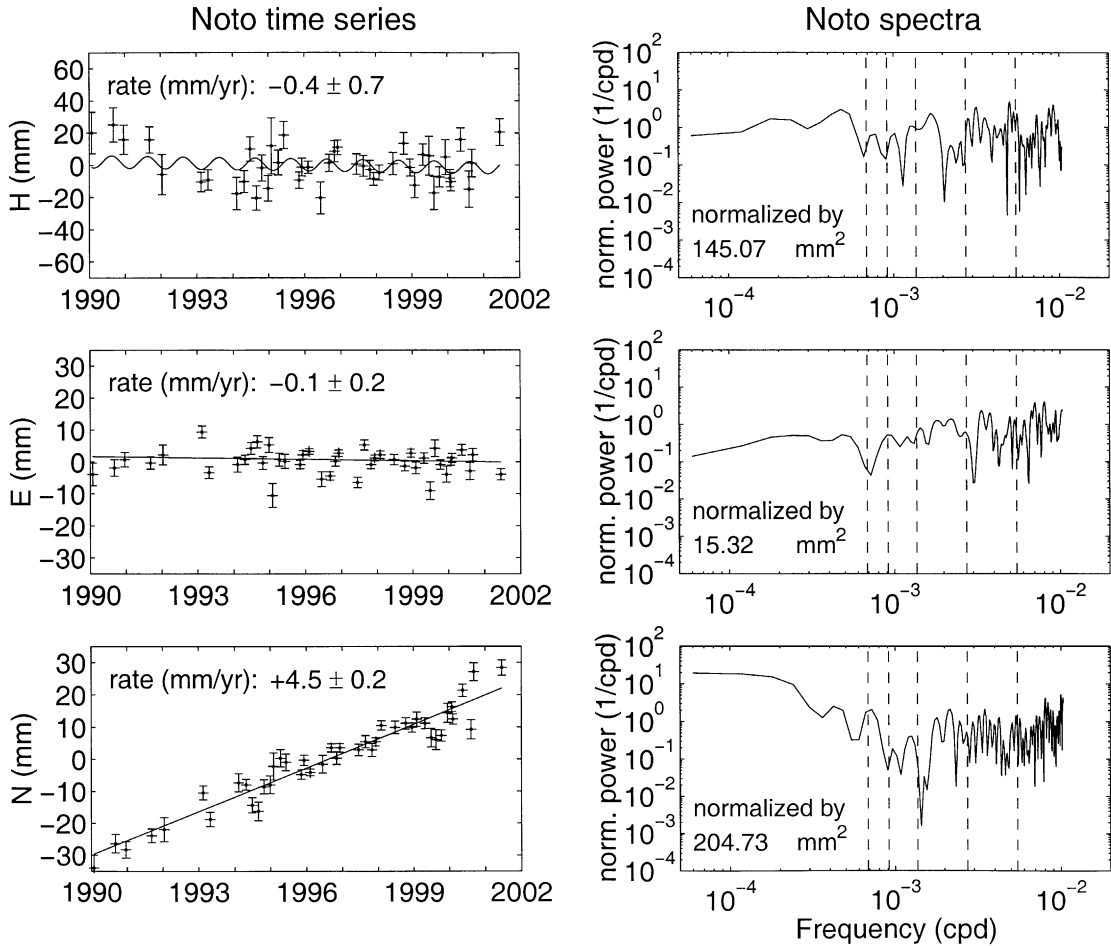 Noto time series
Noto spectra
H (mm)
60
40
20
0
−20
−40
−60
rate (mm/yr): −0.4 ± 0.7
1990 1993 1996 1999 2002
norm. power (1/cpd)
10^2
10^1
10^0
10^-1
10^-2
10^-3
10^-4
normalized by
145.07 mm^2
10^-4 10^-3 10^-2
E (mm)
30
20
10
0
−10
−20
−30
rate (mm/yr): −0.1 ± 0.2
1990 1993 1996 1999 2002
norm. power (1/cpd)
10^2
10^1
10^0
10^-1
10^-2
10^-3
10^-4
normalized by
15.32 mm^2
10^-4 10^-3 10^-2
N (mm)
30
20
10
0
−10
−20
−30
rate (mm/yr): +4.5 ± 0.2
1990 1993 1996 1999 2002
norm. power (1/cpd)
10^2
10^1
10^0
10^-1
10^-2
10^-3
10^-4
normalized by
204.73 mm^2
10^-4 10^-3 10^-2
Frequency (cpd)